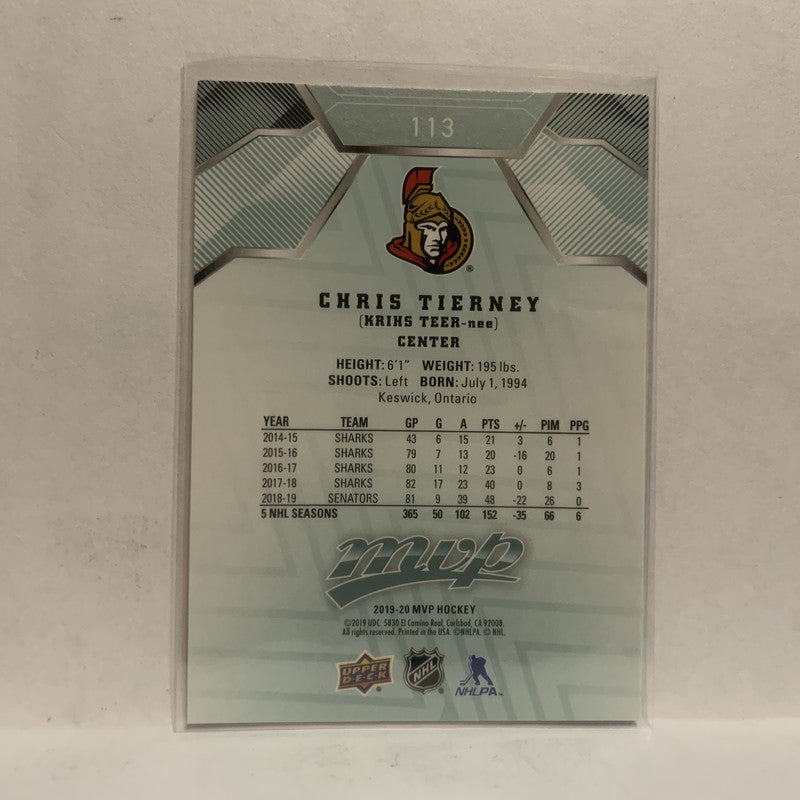 113
®
CHRIS TIERNEY
(KRIHS TEER-nee)
CENTER
HEIGHT: 6'1" WEIGHT: 195 lbs.
SHOOTS: Left BORN: July 1, 1994
Keswick, Ontario
YEAR TEAM GP G A PTS +/- PIM PPG
2014-15 SHARKS 43 6 15 21 3 6 1
2015-16 SHARKS 79 7 13 20 -16 20 1
2016-17 SHARKS 80 11 12 23 0 6 1
2017-18 SHARKS 82 17 23 40 0 8 3
2018-19 SENATORS 81 9 39 48 -22 26 0
5 NHL SEASONS 365 50 102 152 -35 66 6
mvp
2019-20 MVP HOCKEY
©2019 UDC. 5830 El Camino Real, Carlsbad, CA 92008.
All rights reserved. Printed in the USA. ©NHLPA. © NHL.
UPPER DECK NHL NHLPA